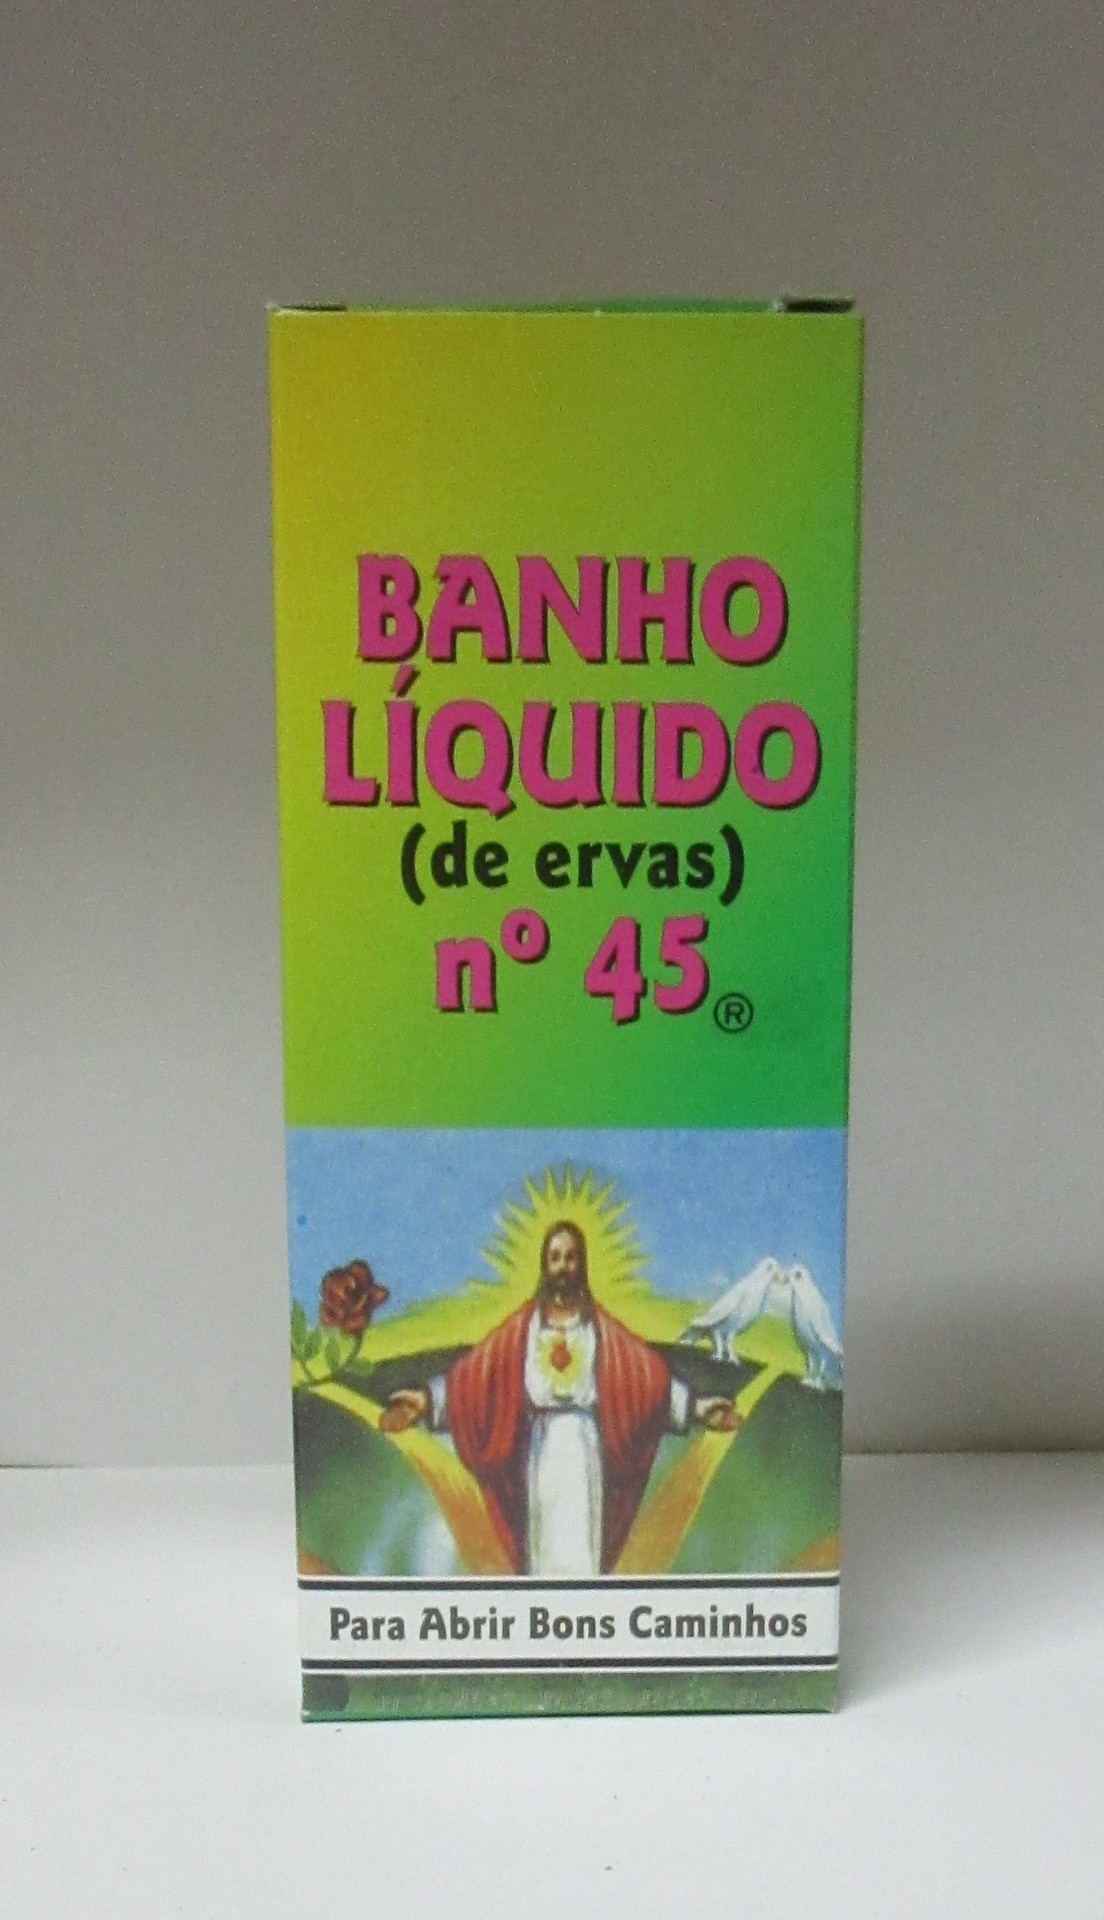 BANHO
LÍQUIDO
(de ervas)
nº 45®
Para Abrir Bons Caminhos